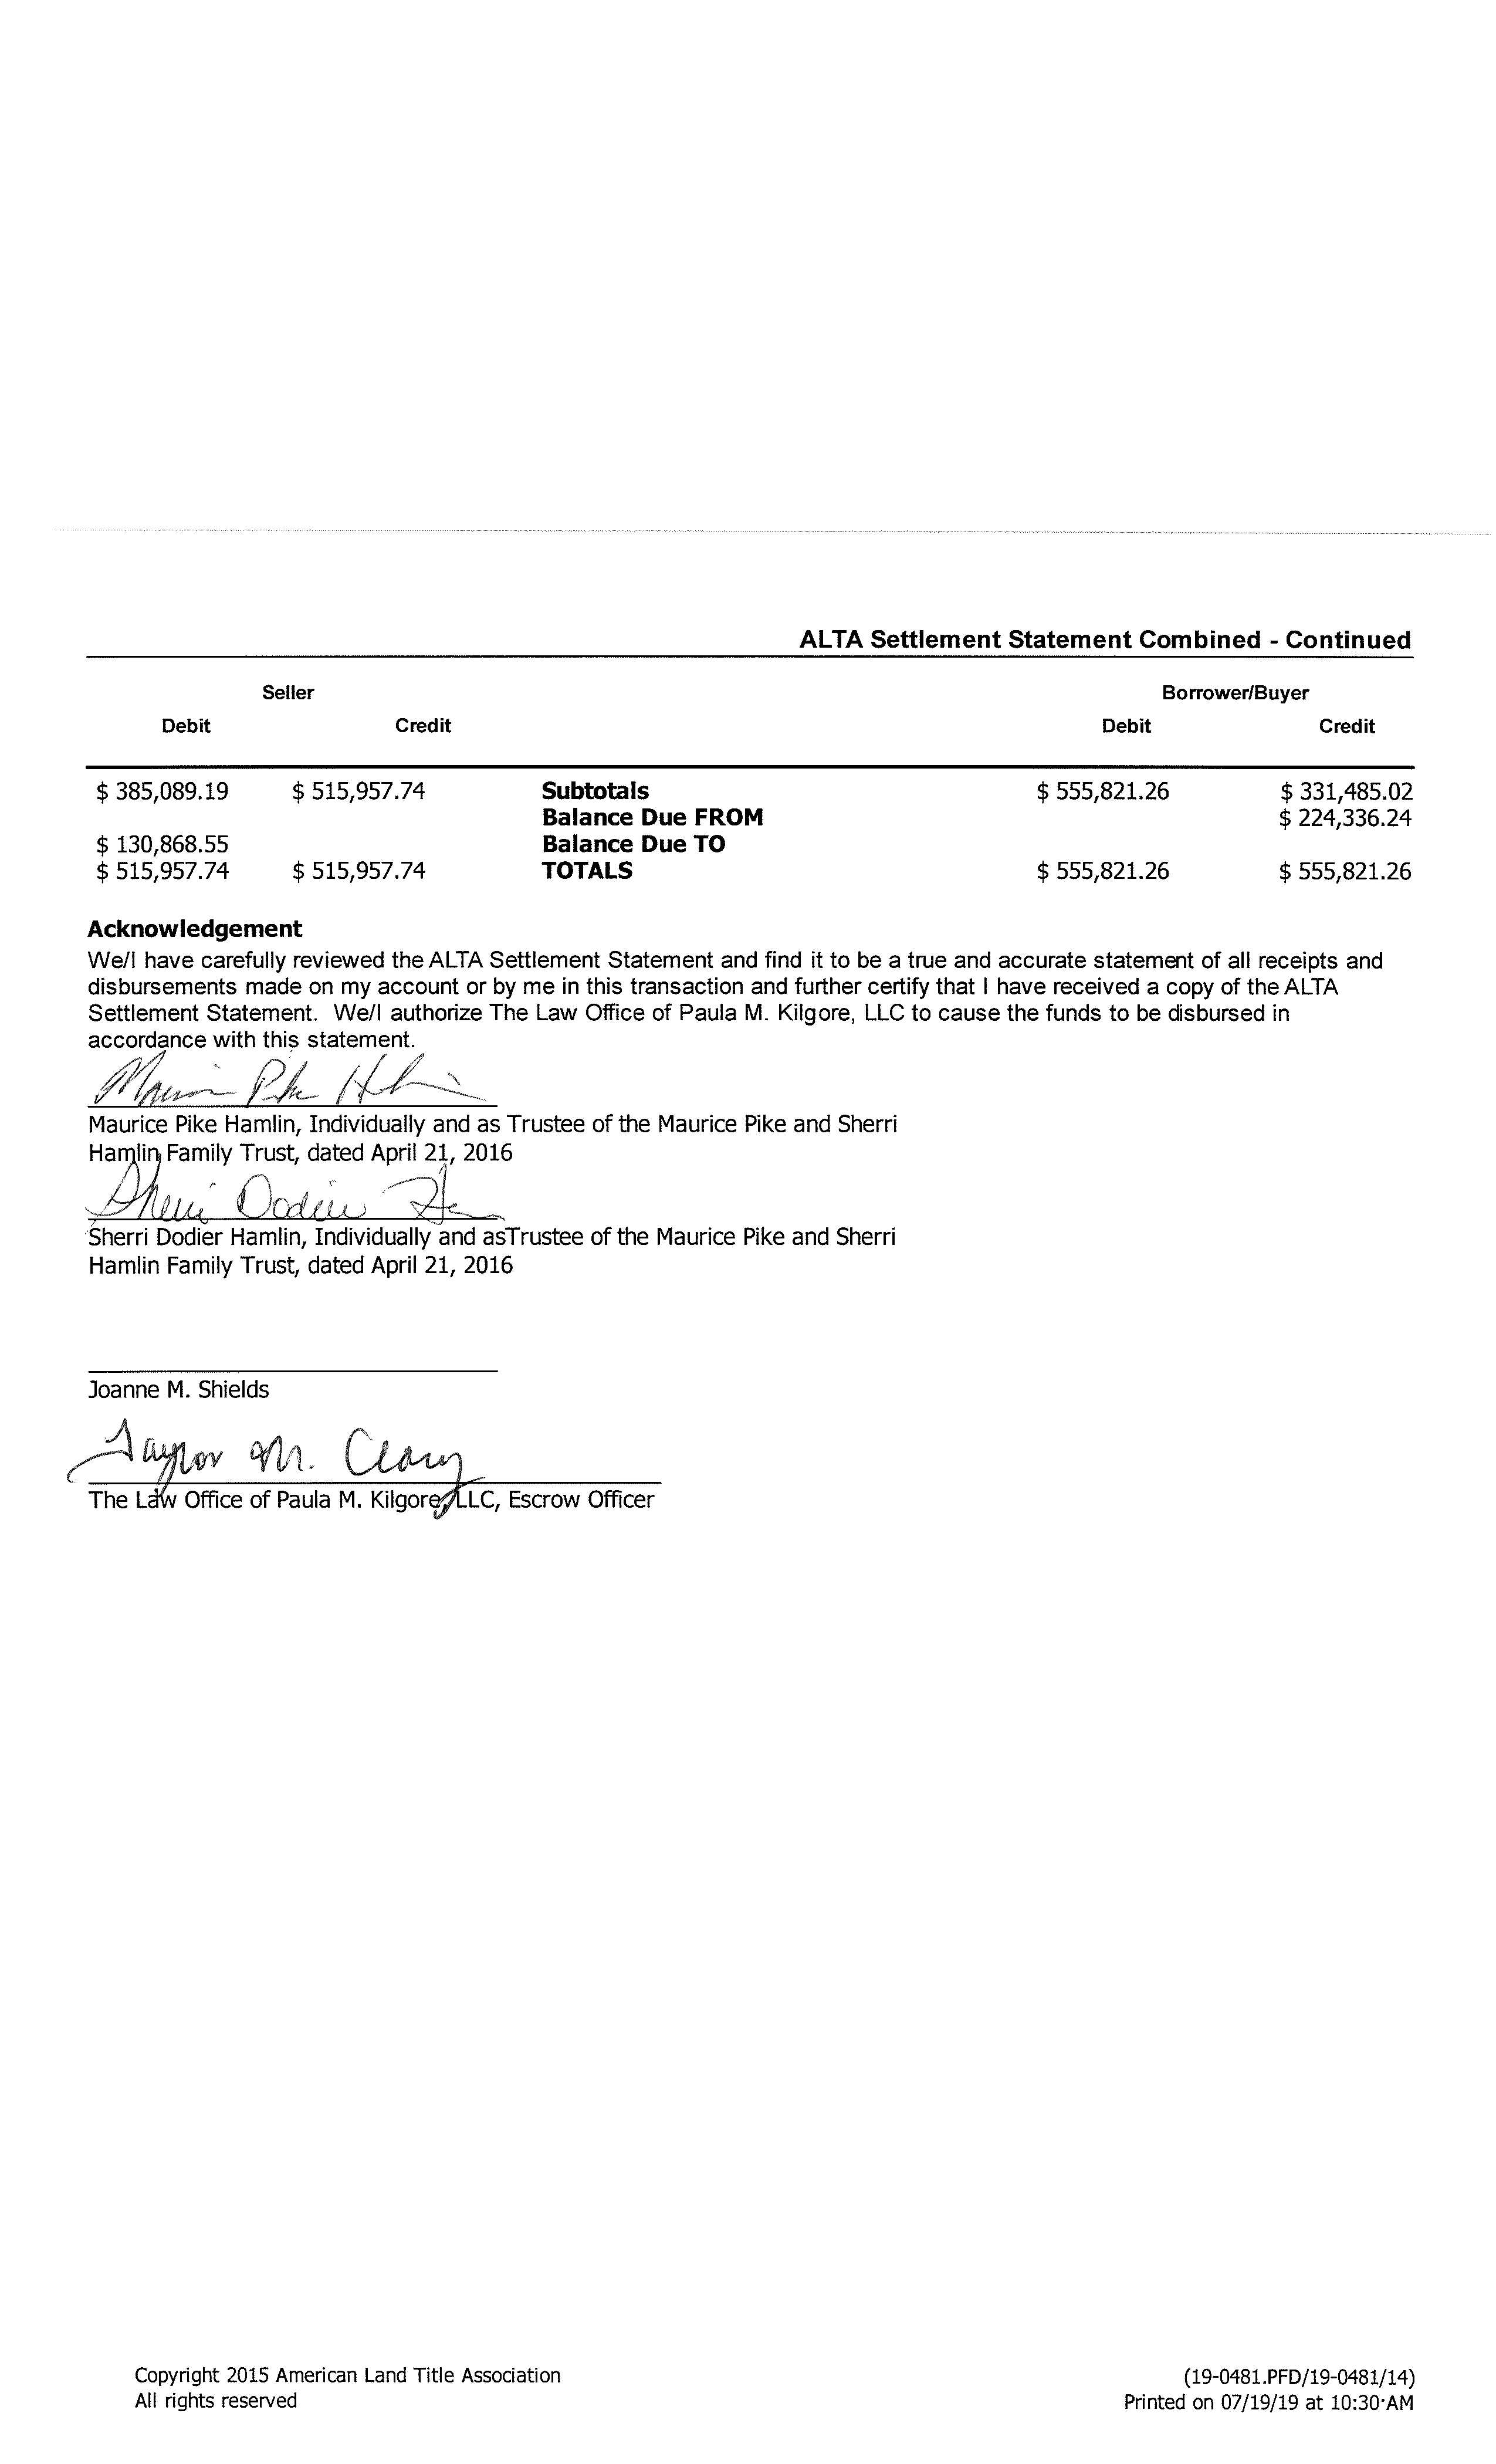 ALTA Settlement Statement Combined - Continued
Seller Borrower/Buyer
Debit Credit Debit Credit
$ 385,089.19 $ 515,957.74 Subtotals $ 555,821.26 $ 331,485.02
Balance Due FROM $ 224,336.24
$ 130,868.55 Balance Due TO
$ 515,957.74 $ 515,957.74 TOTALS $ 555,821.26 $ 555,821.26
Acknowledgement
We/I have carefully reviewed the ALTA Settlement Statement and find it to be a true and accurate statement of all receipts and
disbursements made on my account or by me in this transaction and further certify that I have received a copy of the ALTA
Settlement Statement. We/I authorize The Law Office of Paula M. Kilgore, LLC to cause the funds to be disbursed in
accordance with this statement.
Maurice Pike Hamlin, Individually and as Trustee of the Maurice Pike and Sherri
Hamlin Family Trust, dated April 21, 2016
Sherri Dodier
Sherri Dodier Hamlin, Individually and asTrustee of the Maurice Pike and Sherri
Hamlin Family Trust, dated April 21, 2016
Joanne M. Shields
Taylor M. Clary
The Law Office of Paula M. Kilgore, LLC, Escrow Officer
Copyright 2015 American Land Title Association (19-0481.PFD/19-0481/14)
All rights reserved Printed on 07/19/19 at 10:30 AM